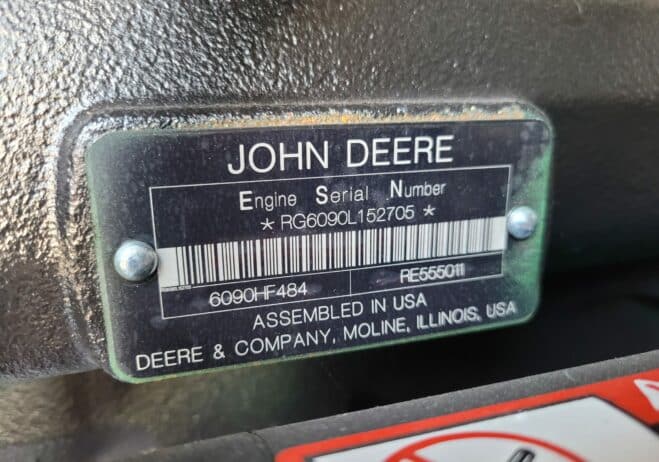 JOHN DEERE
Engine Serial Number
* RG6090L152705 *
6090HF484 RE555011
ASSEMBLED IN USA
DEERE & COMPANY, MOLINE, ILLINOIS, USA